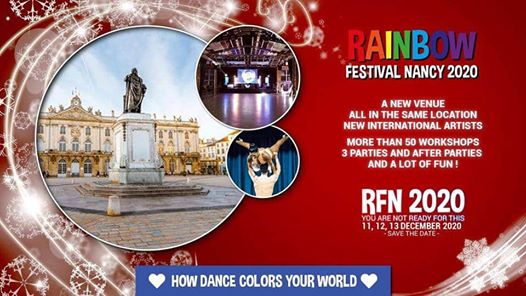 RAINBOW
FESTIVAL NANCY 2020
A NEW VENUE
ALL IN THE SAME LOCATION
NEW INTERNATIONAL ARTISTS
MORE THAN 50 WORKSHOPS
3 PARTIES AND AFTER PARTIES
AND A LOT OF FUN !
RFN 2020
YOU ARE NOT READY FOR THIS
11, 12, 13 DECEMBER 2020
- SAVE THE DATE -
HOW DANCE COLORS YOUR WORLD